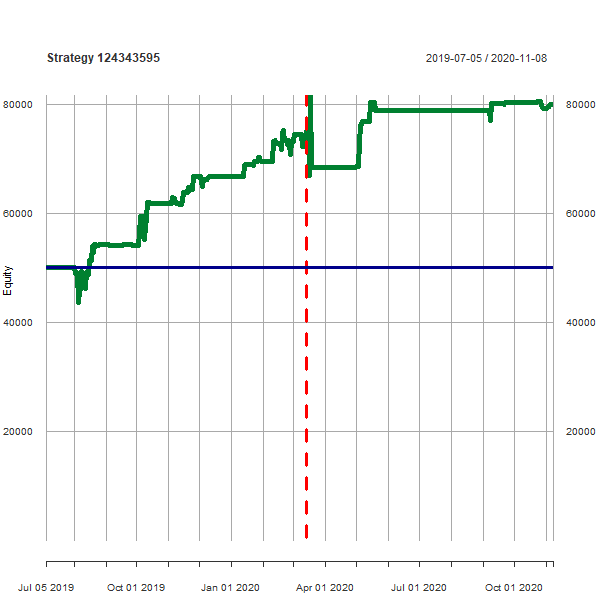 Strategy 124343595
2019-07-05 / 2020-11-08
80000
80000
60000
60000
Equity
40000
40000
20000
20000
Jul 05 2019
Oct 01 2019
Jan 01 2020
Apr 01 2020
Jul 01 2020
Oct 01 2020